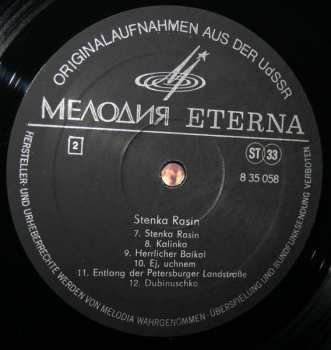 ORIGINALAUFNAHMEN AUS DER UdSSR
МЕЛОДИЯ ETERNA
2
ST 33
8 35 058
Stenka Rasin
7. Stenka Rasin
8. Kalinka
9. Herrlicher Baikal
10. Ej, uchnem
11. Entlang der Petersburger Landstraße
12. Dubinuschka
HERSTELLER- UND URHEBERRECHTE WERDEN VON MELODIA WAHRGENOMMEN · ÜBERSPIELUNG UND RUNDFUNKSENDUNG VERBOTEN